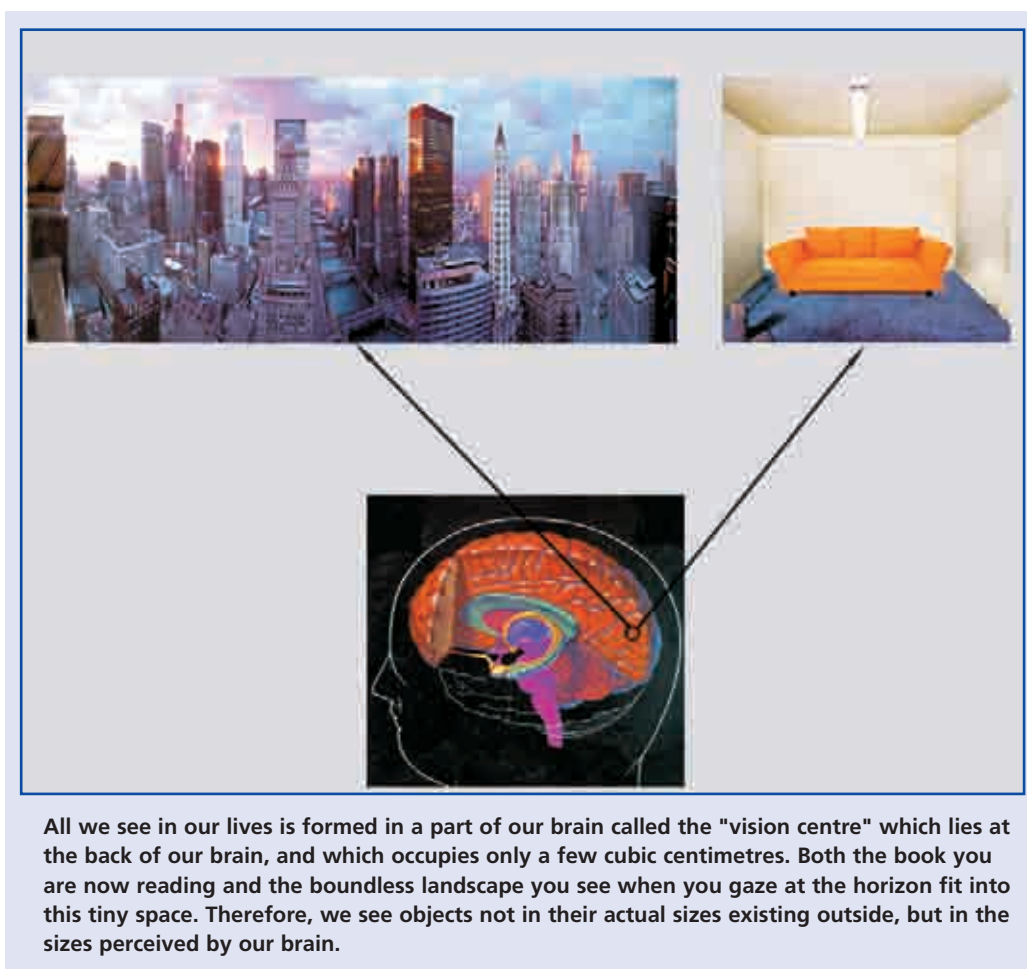 All we see in our lives is formed in a part of our brain called the "vision centre" which lies at
the back of our brain, and which occupies only a few cubic centimetres. Both the book you
are now reading and the boundless landscape you see when you gaze at the horizon fit into
this tiny space. Therefore, we see objects not in their actual sizes existing outside, but in the
sizes perceived by our brain.